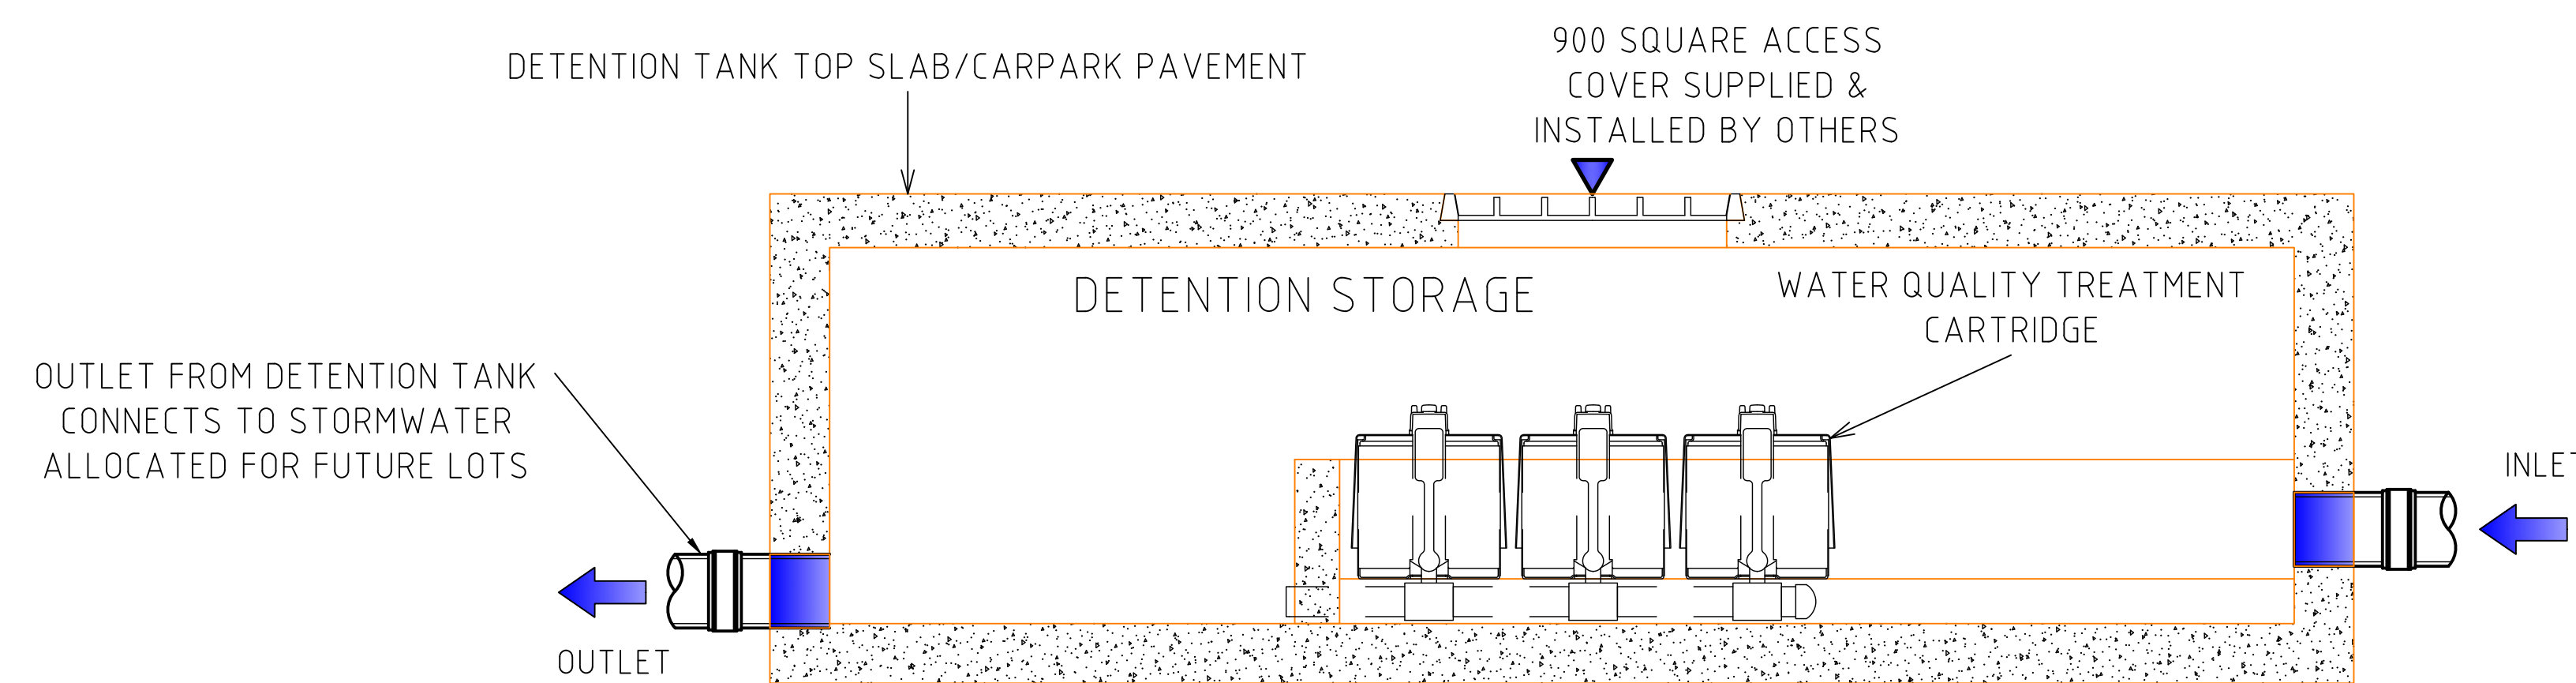 DETENTION TANK TOP SLAB/CARPARK PAVEMENT
900 SQUARE ACCESS
COVER SUPPLIED &
INSTALLED BY OTHERS
DETENTION STORAGE
WATER QUALITY TREATMENT
CARTRIDGE
OUTLET FROM DETENTION TANK
CONNECTS TO STORMWATER
ALLOCATED FOR FUTURE LOTS
INLET
OUTLET